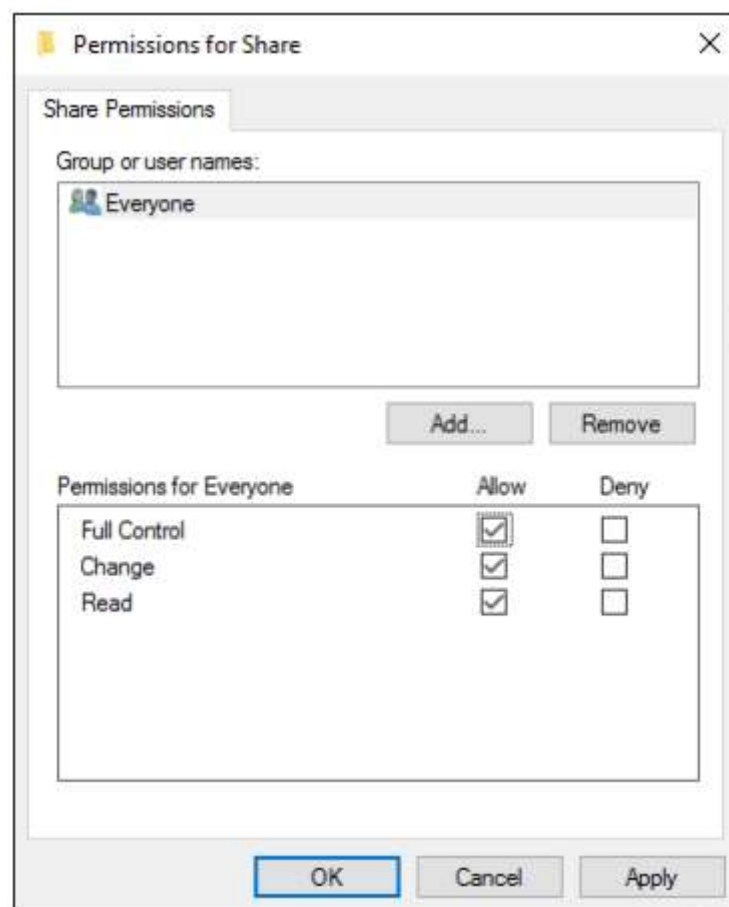 Permissions for Share
Share Permissions
Group or user names:
Everyone
Add...
Remove
Permissions for Everyone Allow Deny
Full Control
Change
Read
OK
Cancel
Apply